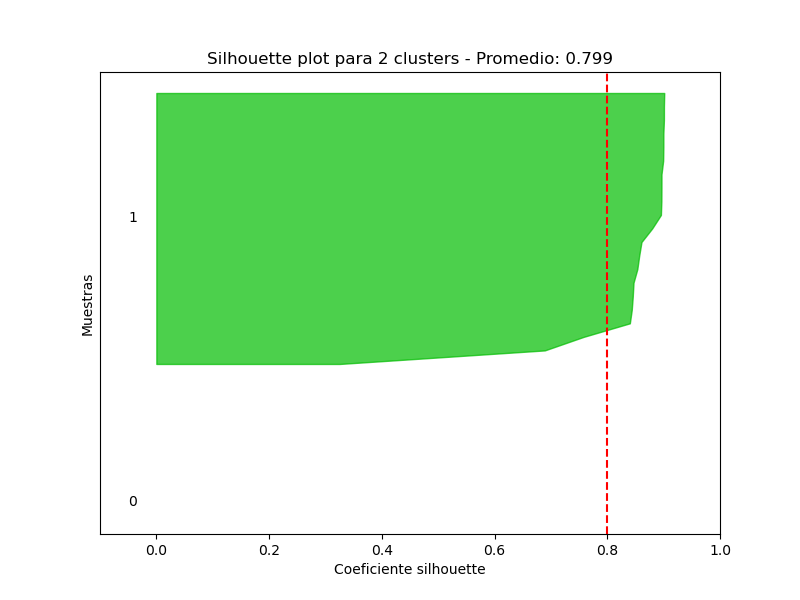 Silhouette plot para 2 clusters - Promedio: 0.799
1
Muestras
0
0.0 0.2 0.4 0.6 0.8 1.0
Coeficiente silhouette